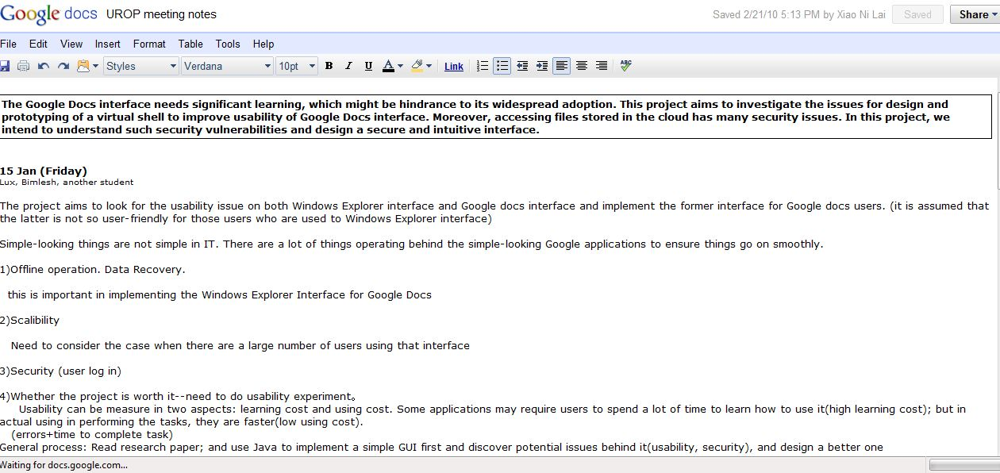 Google docs UROP meeting notes Saved 2/21/10 5:13 PM by Xiao Ni Lai Saved Share
File Edit View Insert Format Table Tools Help
Styles Verdana 10pt B I U A Link ABC
The Google Docs interface needs significant learning, which might be hindrance to its widespread adoption. This project aims to investigate the issues for design and
prototyping of a virtual shell to improve usability of Google Docs interface. Moreover, accessing files stored in the cloud has many security issues. In this project, we
intend to understand such security vulnerabilities and design a secure and intuitive interface.
15 Jan (Friday)
Lux, Bimlesh, another student
The project aims to look for the usability issue on both Windows Explorer interface and Google docs interface and implement the former interface for Google docs users. (it is assumed that
the latter is not so user-friendly for those users who are used to Windows Explorer interface)
Simple-looking things are not simple in IT. There are a lot of things operating behind the simple-looking Google applications to ensure things go on smoothly.
1)Offline operation. Data Recovery.
this is important in implementing the Windows Explorer Interface for Google Docs
2)Scalibility
Need to consider the case when there are a large number of users using that interface
3)Security (user log in)
4)Whether the project is worth it--need to do usability experiment。
Usability can be measure in two aspects: learning cost and using cost. Some applications may require users to spend a lot of time to learn how to use it(high learning cost); but in
actual using in performing the tasks, they are faster(low using cost).
(errors+time to complete task)
General process: Read research paper; and use Java to implement a simple GUI first and discover potential issues behind it(usability, security), and design a better one
Waiting for docs.google.com...